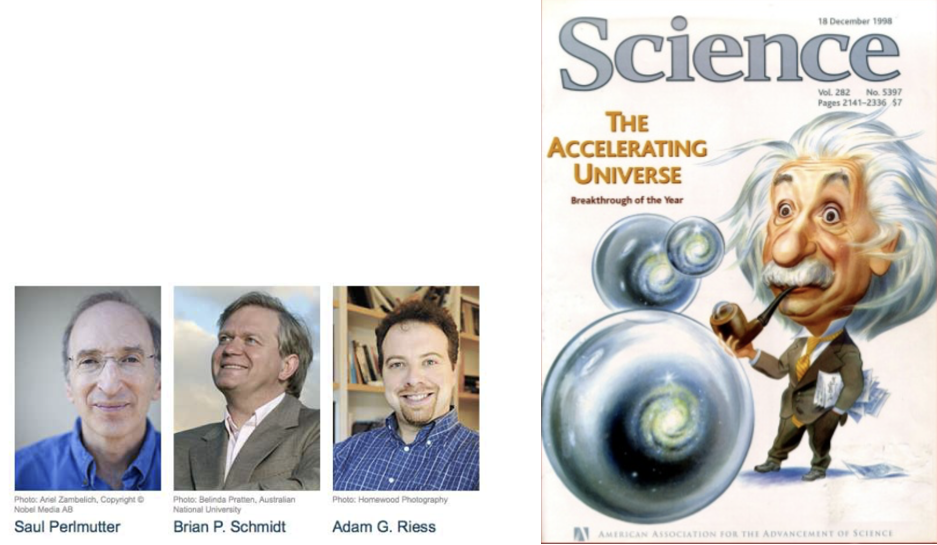 Photo: Ariel Zambelich, Copyright ©
Nobel Media AB
Saul Perlmutter
Photo: Belinda Pratten, Australian
National University
Brian P. Schmidt
Photo: Homewood Photography
Adam G. Riess
18 December 1998
Science
Vol. 282 No. 5397
Pages 2141–2336 $7
THE
ACCELERATING
UNIVERSE
Breakthrough of the Year
AMERICAN ASSOCIATION FOR THE ADVANCEMENT OF SCIENCE